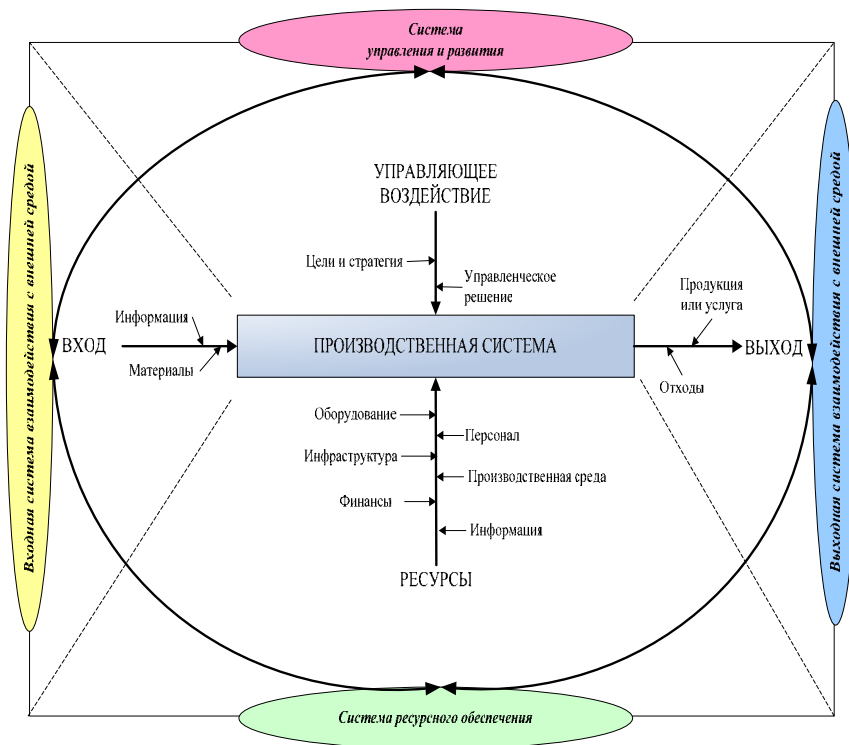 Система
управления и развития
Входная система взаимодействия с внешней средой
Выходная система взаимодействия с внешней средой
УПРАВЛЯЮЩЕЕ
ВОЗДЕЙСТВИЕ
Цели и стратегия
Управленческое
решение
Продукция
или услуга
Информация
ВХОД
ПРОИЗВОДСТВЕННАЯ СИСТЕМА
ВЫХОД
Материалы
Отходы
Оборудование
Персонал
Инфраструктура
Производственная среда
Финансы
Информация
РЕСУРСЫ
Система ресурсного обеспечения